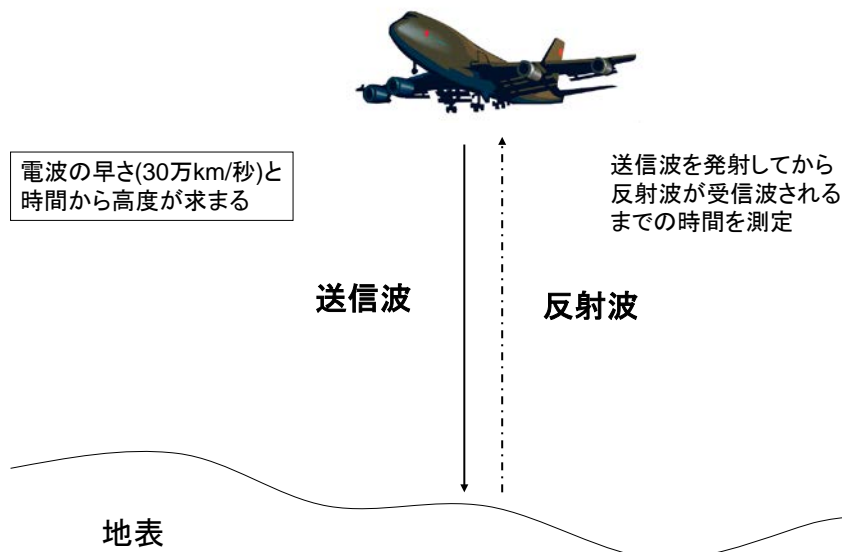 電波の早さ(30万km/秒)と
時間から高度が求まる
送信波を発射してから
反射波が受信波される
までの時間を測定
送信波
反射波
地表